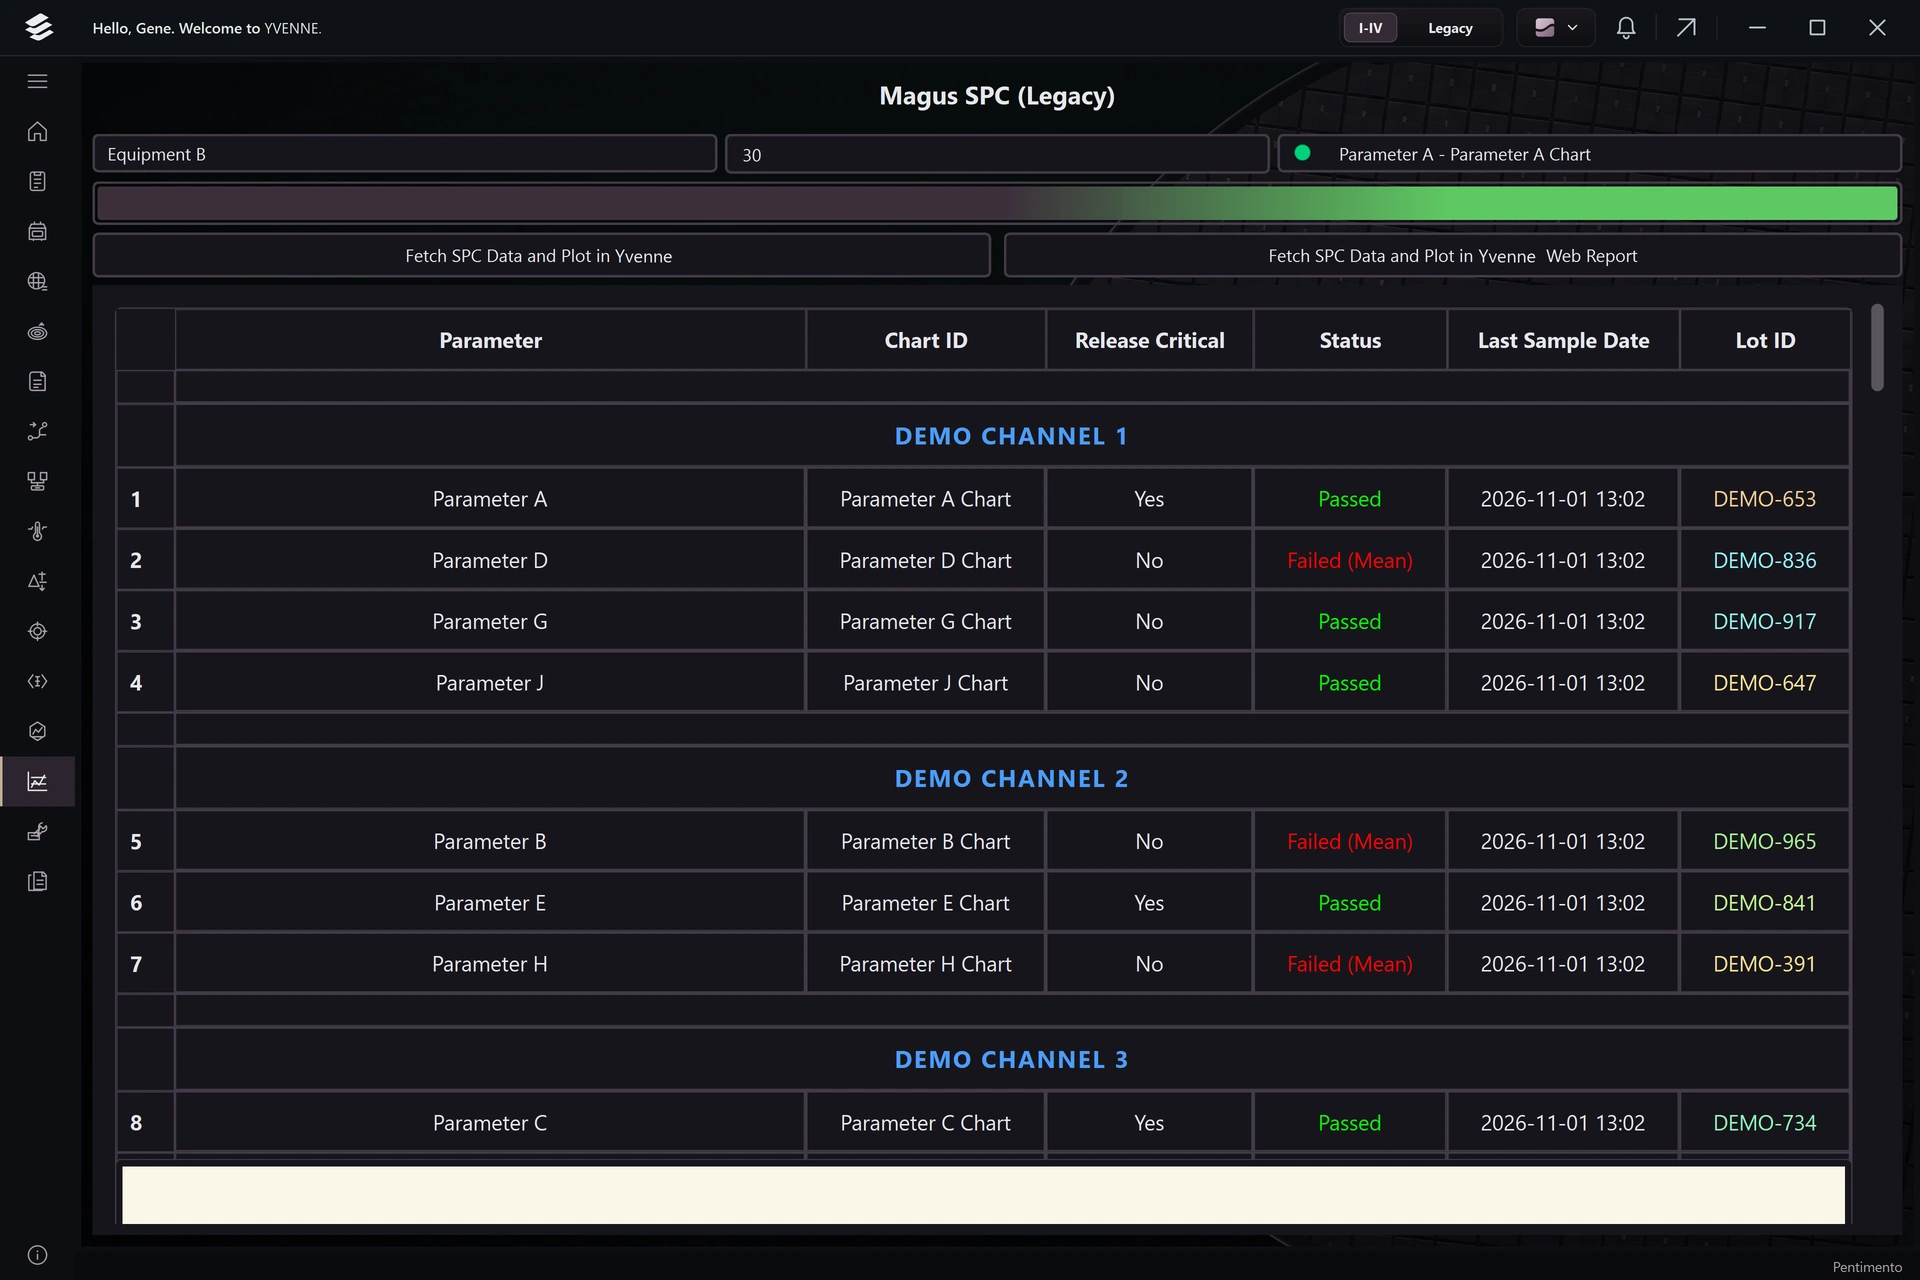 Hello, Gene. Welcome to YVENNE.
I-IV
Legacy
Magus SPC (Legacy)
Equipment B
30
Parameter A - Parameter A Chart
Fetch SPC Data and Plot in Yvenne
Fetch SPC Data and Plot in Yvenne  Web Report
Parameter Chart ID Release Critical Status Last Sample Date Lot ID
DEMO CHANNEL 1
1 Parameter A Parameter A Chart Yes Passed 2026-11-01 13:02 DEMO-653
2 Parameter D Parameter D Chart No Failed (Mean) 2026-11-01 13:02 DEMO-836
3 Parameter G Parameter G Chart No Passed 2026-11-01 13:02 DEMO-917
4 Parameter J Parameter J Chart No Passed 2026-11-01 13:02 DEMO-647
DEMO CHANNEL 2
5 Parameter B Parameter B Chart No Failed (Mean) 2026-11-01 13:02 DEMO-965
6 Parameter E Parameter E Chart Yes Passed 2026-11-01 13:02 DEMO-841
7 Parameter H Parameter H Chart No Failed (Mean) 2026-11-01 13:02 DEMO-391
DEMO CHANNEL 3
8 Parameter C Parameter C Chart Yes Passed 2026-11-01 13:02 DEMO-734
Pentimento